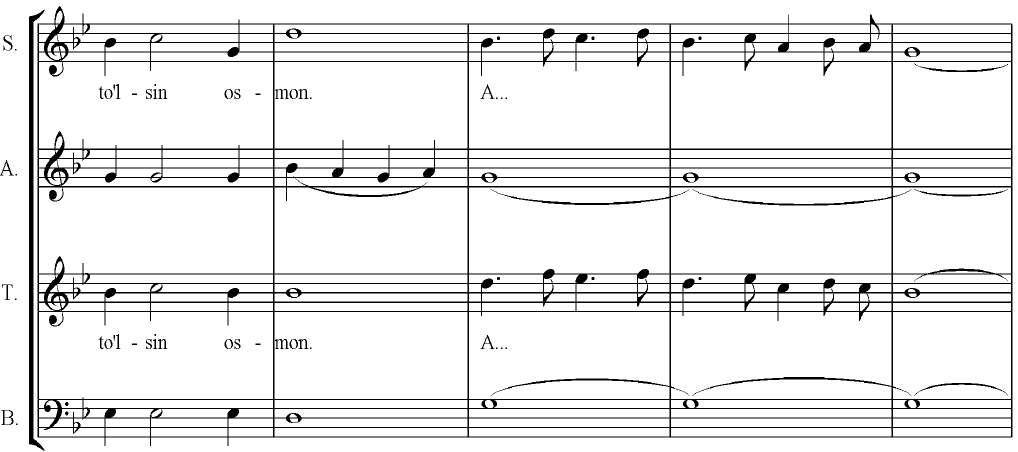 S.
to'l - sin os - mon. A...
A.
T.
to'l - sin os - mon. A...
B.